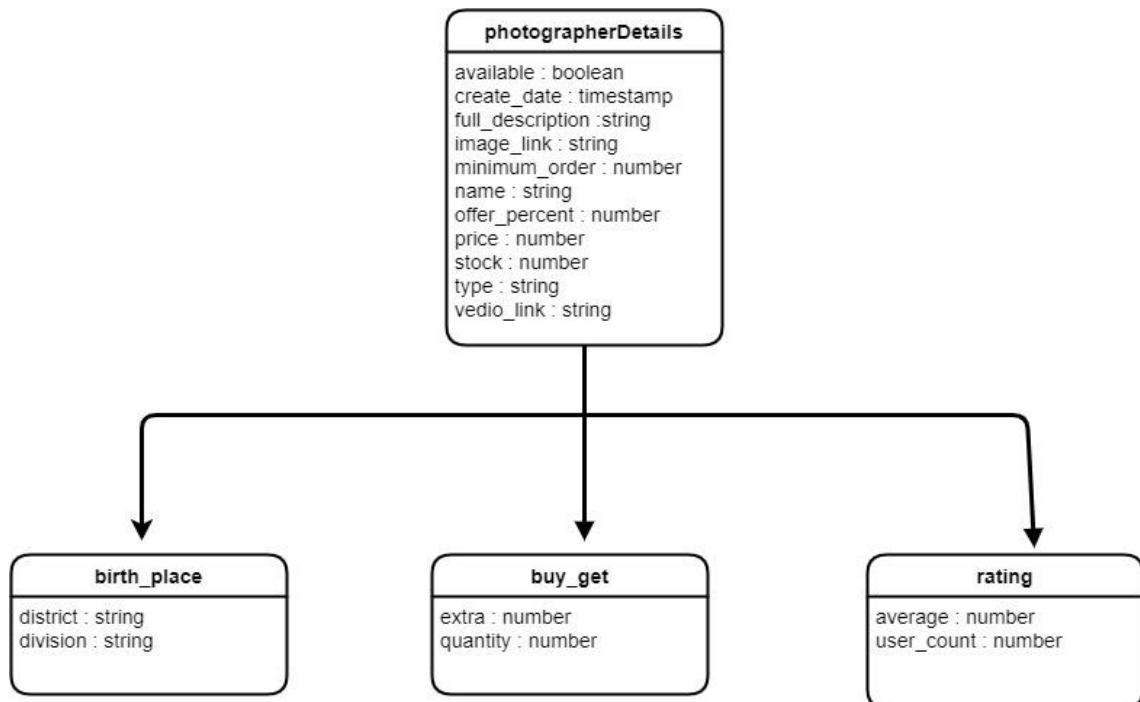 photographerDetails
available : boolean
create_date : timestamp
full_description :string
image_link : string
minimum_order : number
name : string
offer_percent : number
price : number
stock : number
type : string
vedio_link : string
birth_place
district : string
division : string
buy_get
extra : number
quantity : number
rating
average : number
user_count : number